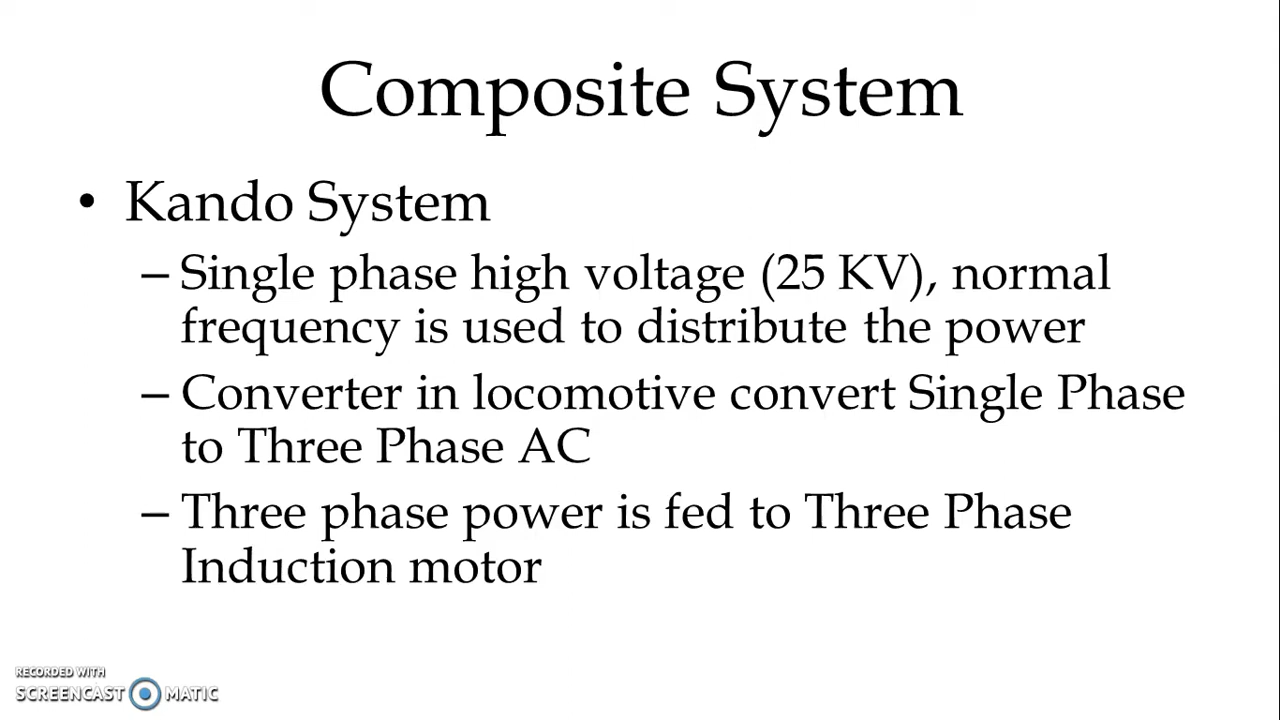 Composite System
• Kando System
– Single phase high voltage (25 KV), normal
frequency is used to distribute the power
– Converter in locomotive convert Single Phase
to Three Phase AC
– Three phase power is fed to Three Phase
Induction motor
RECORDED WITH
SCREENCAST MATIC